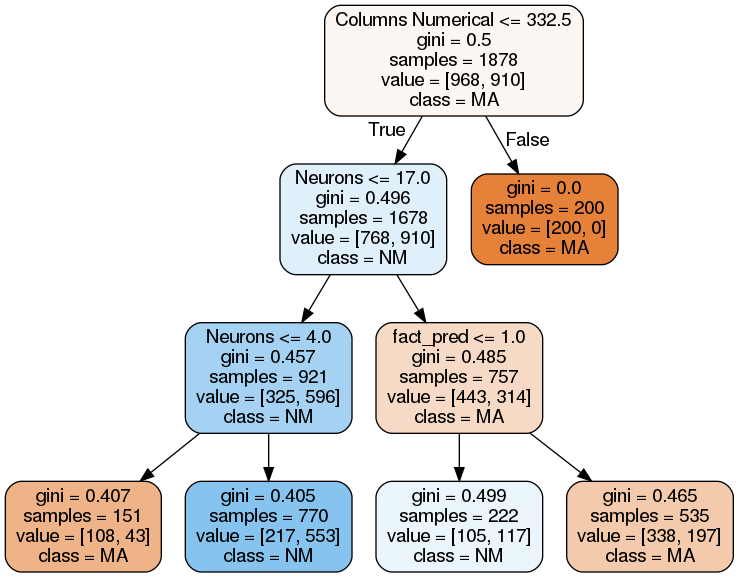 Columns Numerical <= 332.5
gini = 0.5
samples = 1878
value = [968, 910]
class = MA
True
False
Neurons <= 17.0
gini = 0.496
samples = 1678
value = [768, 910]
class = NM
gini = 0.0
samples = 200
value = [200, 0]
class = MA
Neurons <= 4.0
gini = 0.457
samples = 921
value = [325, 596]
class = NM
fact_pred <= 1.0
gini = 0.485
samples = 757
value = [443, 314]
class = MA
gini = 0.407
samples = 151
value = [108, 43]
class = MA
gini = 0.405
samples = 770
value = [217, 553]
class = NM
gini = 0.499
samples = 222
value = [105, 117]
class = NM
gini = 0.465
samples = 535
value = [338, 197]
class = MA